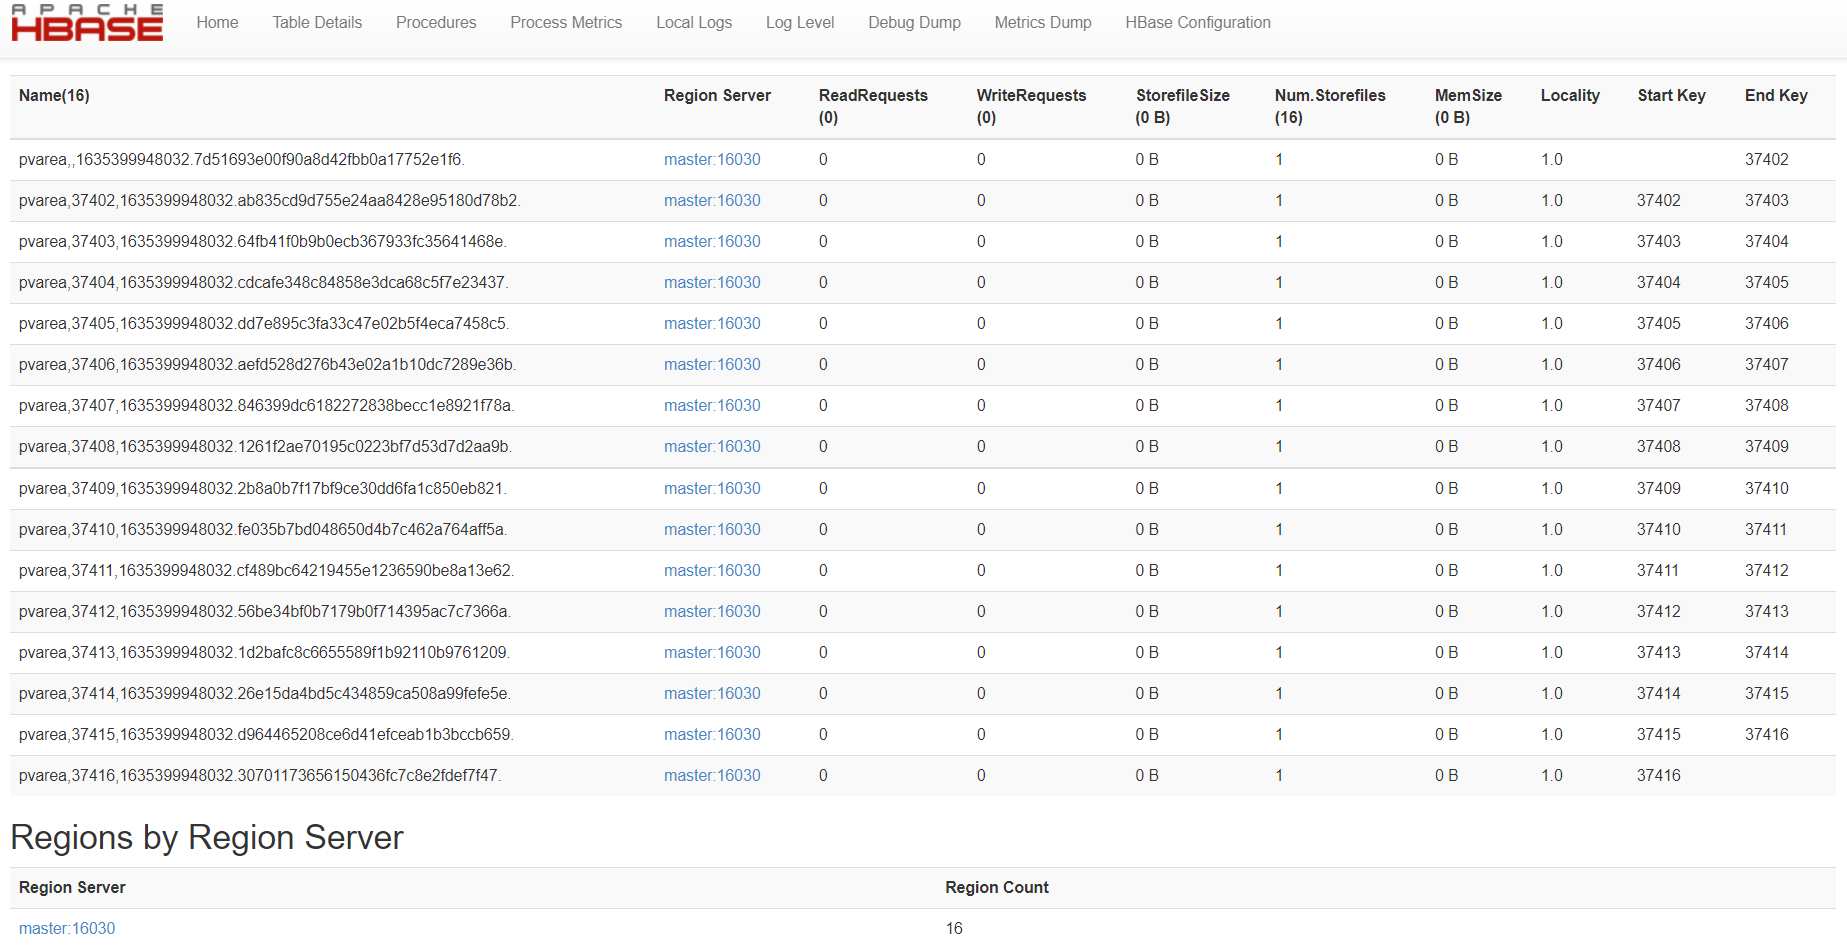 APACHE
HBASE Home Table Details Procedures Process Metrics Local Logs Log Level Debug Dump Metrics Dump HBase Configuration
Name(16) Region Server ReadRequests (0) WriteRequests (0) StorefileSize (0 B) Num.Storefiles (16) MemSize (0 B) Locality Start Key End Key
pvarea,,1635399948032.7d51693e00f90a8d42fbb0a17752e1f6. master:16030 0 0 0 B 1 0 B 1.0 37402
pvarea,37402,1635399948032.ab835cd9d755e24aa8428e95180d78b2. master:16030 0 0 0 B 1 0 B 1.0 37402 37403
pvarea,37403,1635399948032.64fb41f0b9b0ecb367933fc35641468e. master:16030 0 0 0 B 1 0 B 1.0 37403 37404
pvarea,37404,1635399948032.cdcafe348c84858e3dca68c5f7e23437. master:16030 0 0 0 B 1 0 B 1.0 37404 37405
pvarea,37405,1635399948032.dd7e895c3fa33c47e02b5f4eca7458c5. master:16030 0 0 0 B 1 0 B 1.0 37405 37406
pvarea,37406,1635399948032.aefd528d276b43e02a1b10dc7289e36b. master:16030 0 0 0 B 1 0 B 1.0 37406 37407
pvarea,37407,1635399948032.846399dc6182272838becc1e8921f78a. master:16030 0 0 0 B 1 0 B 1.0 37407 37408
pvarea,37408,1635399948032.1261f2ae70195c0223bf7d53d7d2aa9b. master:16030 0 0 0 B 1 0 B 1.0 37408 37409
pvarea,37409,1635399948032.2b8a0b7f17bf9ce30dd6fa1c850eb821. master:16030 0 0 0 B 1 0 B 1.0 37409 37410
pvarea,37410,1635399948032.fe035b7bd048650d4b7c462a764aff5a. master:16030 0 0 0 B 1 0 B 1.0 37410 37411
pvarea,37411,1635399948032.cf489bc64219455e1236590be8a13e62. master:16030 0 0 0 B 1 0 B 1.0 37411 37412
pvarea,37412,1635399948032.56be34bf0b7179b0f714395ac7c7366a. master:16030 0 0 0 B 1 0 B 1.0 37412 37413
pvarea,37413,1635399948032.1d2bafc8c6655589f1b92110b9761209. master:16030 0 0 0 B 1 0 B 1.0 37413 37414
pvarea,37414,1635399948032.26e15da4bd5c434859ca508a99fefe5e. master:16030 0 0 0 B 1 0 B 1.0 37414 37415
pvarea,37415,1635399948032.d964465208ce6d41efceab1b3bccb659. master:16030 0 0 0 B 1 0 B 1.0 37415 37416
pvarea,37416,1635399948032.30701173656150436fc7c8e2fdef7f47. master:16030 0 0 0 B 1 0 B 1.0 37416
Regions by Region Server
Region Server Region Count
master:16030 16